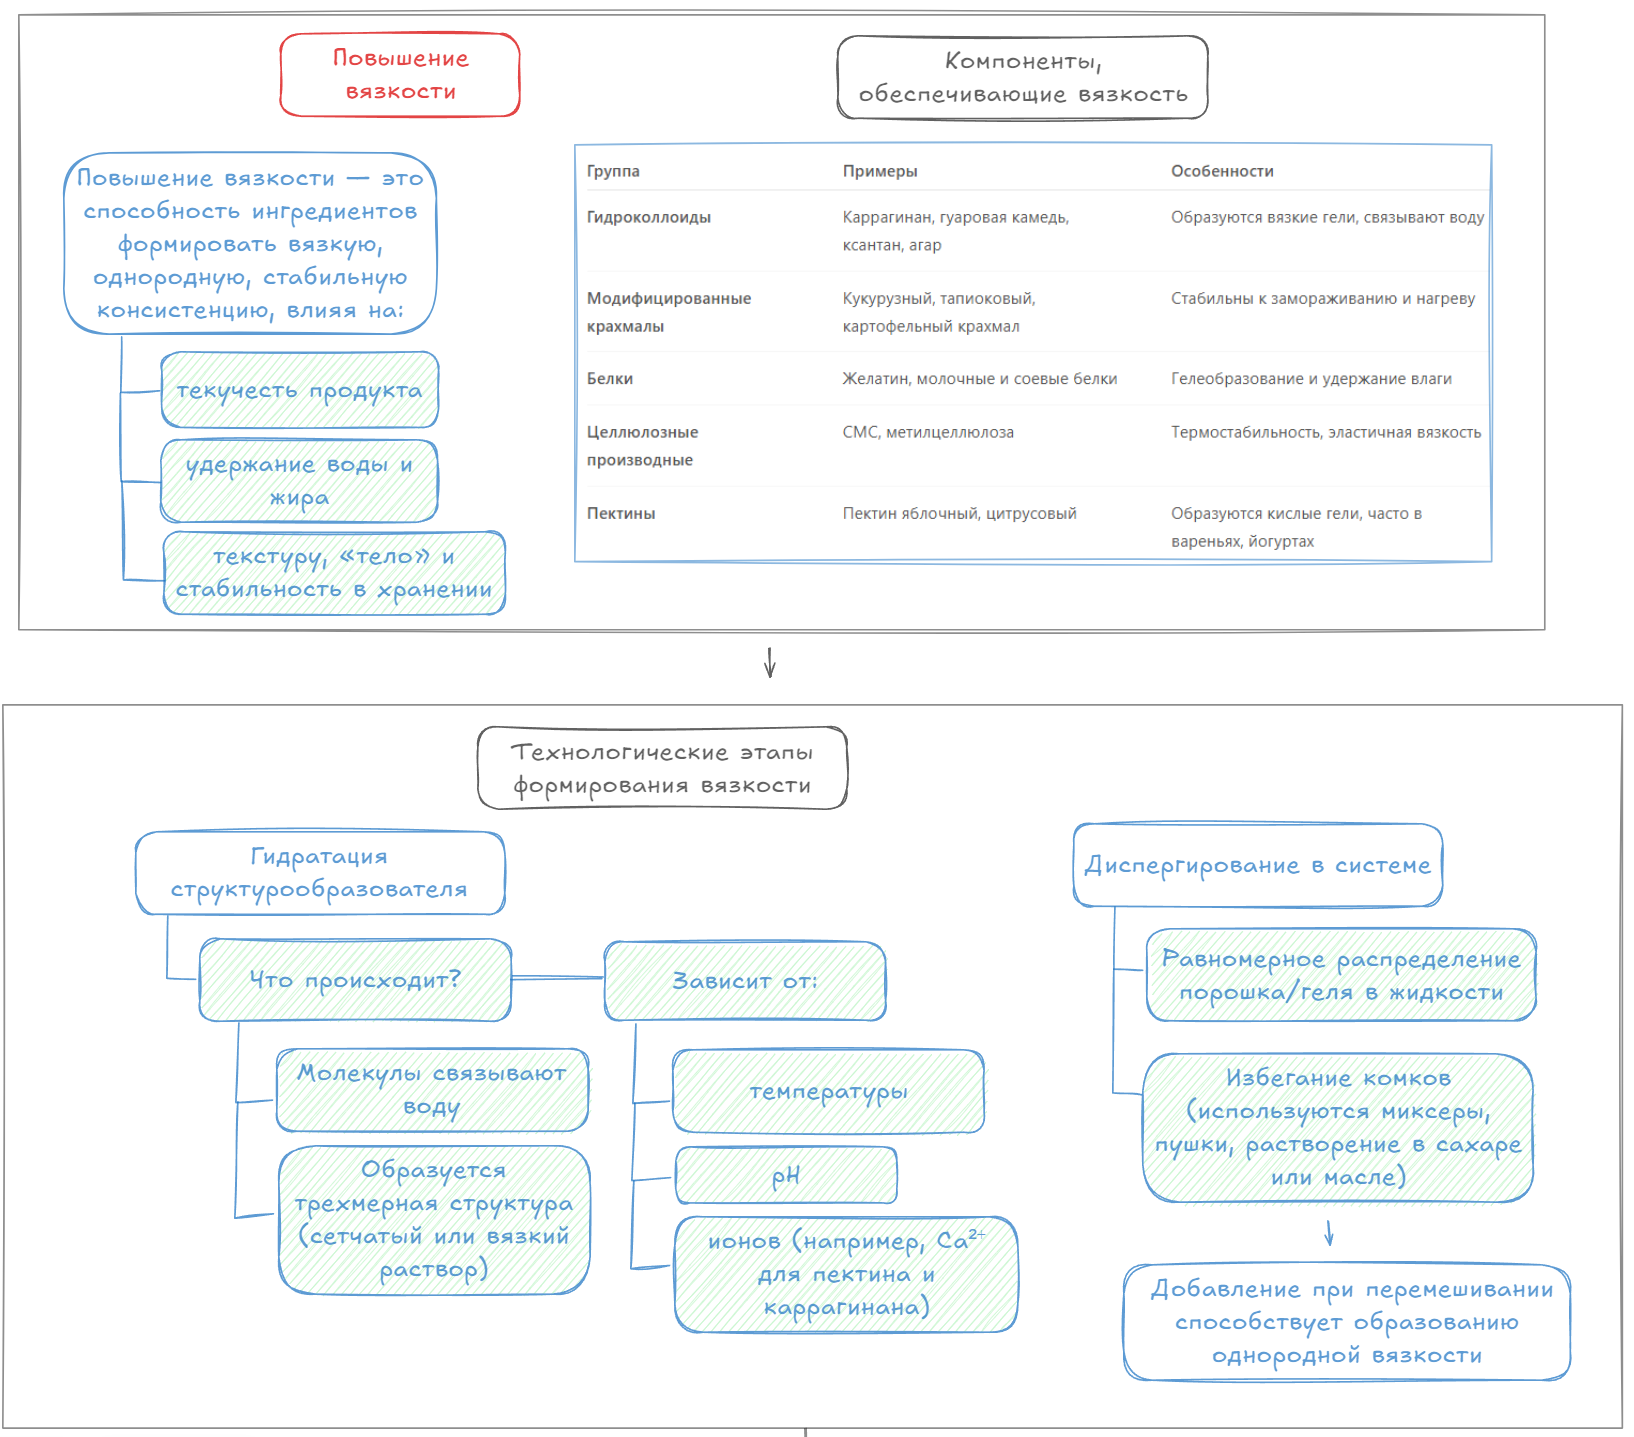 Повышение
вязкости
Компоненты,
обеспечивающие вязкость
Повышение вязкости — это
способность ингредиентов
формировать вязкую,
однородную, стабильную
консистенцию, влияя на:
текучесть продукта
удержание воды и
жира
текстуру, «тело» и
стабильность в хранении
Группа Примеры Особенности
Гидроколлоиды Каррагинан, гуаровая камедь, Образуются вязкие гели, связывают воду
ксантан, агар
Модифицированные Кукурузный, тапиоковый, Стабильны к замораживанию и нагреву
крахмалы картофельный крахмал
Белки Желатин, молочные и соевые белки Гелеобразование и удержание влаги
Целлюлозные СМС, метилцеллюлоза Термостабильность, эластичная вязкость
производные
Пектины Пектин яблочный, цитрусовый Образуются кислые гели, часто в
вареньях, йогуртах
Технологические этапы
формирования вязкости
Гидратация
структурообразователя
Что происходит?
Молекулы связывают
воду
Образуется
трехмерная структура
(сетчатый или вязкий
раствор)
Зависит от:
температуры
pH
ионов (например, Ca²⁺
для пектина и
каррагинана)
Диспергирование в системе
Равномерное распределение
порошка/геля в жидкости
Избегание комков
(используются миксеры,
пушки, растворение в сахаре
или масле)
Добавление при перемешивании
способствует образованию
однородной вязкости